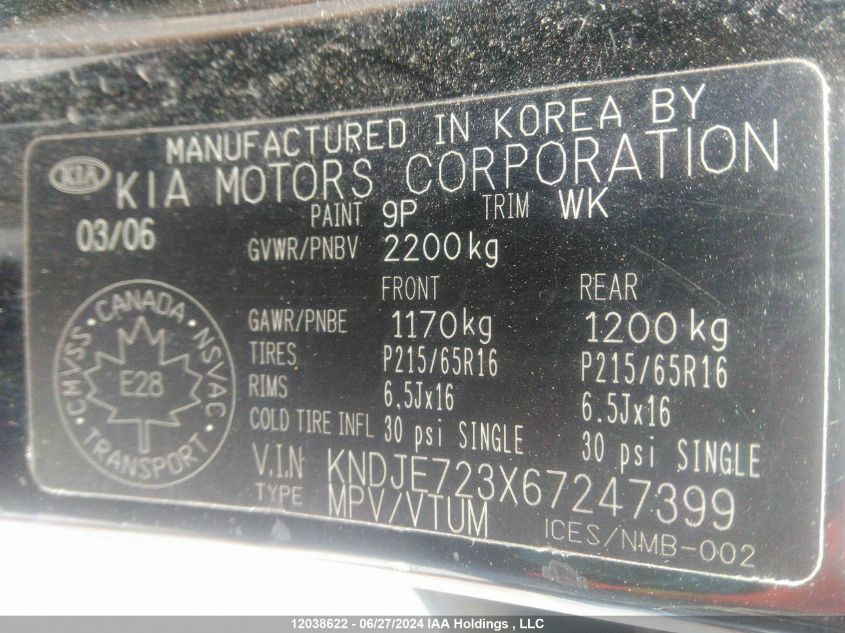 MANUFACTURED IN KOREA BY
KIA
KIA MOTORS CORPORATION
03/06
PAINT 9P TRIM WK
GVWR/PNBV 2200kg
FRONT REAR
GAWR/PNBE 1170kg 1200kg
TIRES P215/65R16 P215/65R16
RIMS 6.5Jx16 6.5Jx16
COLD TIRE INFL 30 psi SINGLE 30 psi SINGLE
CANADA · NSVAC · TRANSPORT · CMVSS ·
E28
V.I.N KNDJE723X67247399
TYPE MPV/VTUM
ICES/NMB-002
12038622 - 06/27/2024 IAA Holdings , LLC